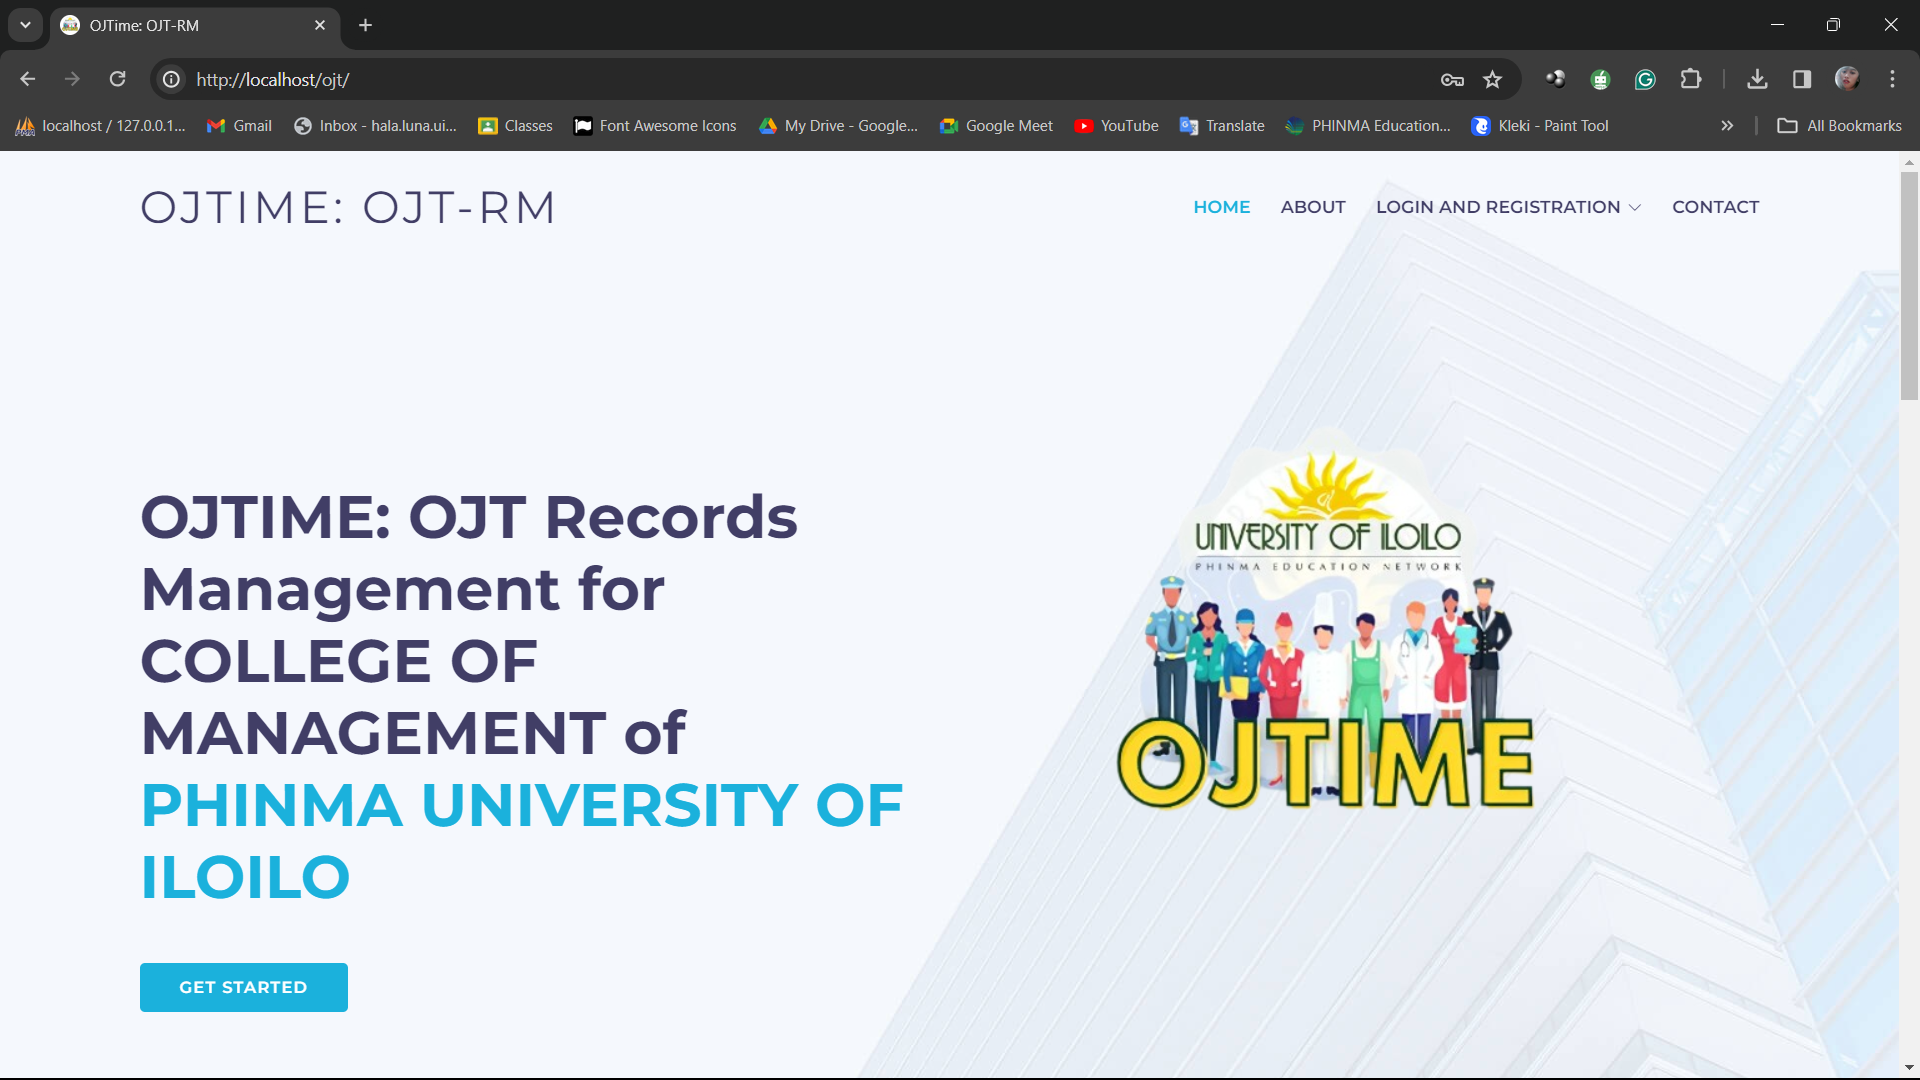 OJTime: OJT-RM
http://localhost/ojt/
localhost / 127.0.0.1...
Gmail
Inbox - hala.luna.ui...
Classes
Font Awesome Icons
My Drive - Google...
Google Meet
YouTube
Translate
PHINMA Education...
Kleki - Paint Tool
All Bookmarks
OJTIME: OJT-RM
HOME
ABOUT
LOGIN AND REGISTRATION
CONTACT
OJTIME: OJT Records
Management for
COLLEGE OF
MANAGEMENT of
PHINMA UNIVERSITY OF
ILOILO
GET STARTED
UNIVERSITY OF ILOILO
PHINMA EDUCATION NETWORK
OJTIME